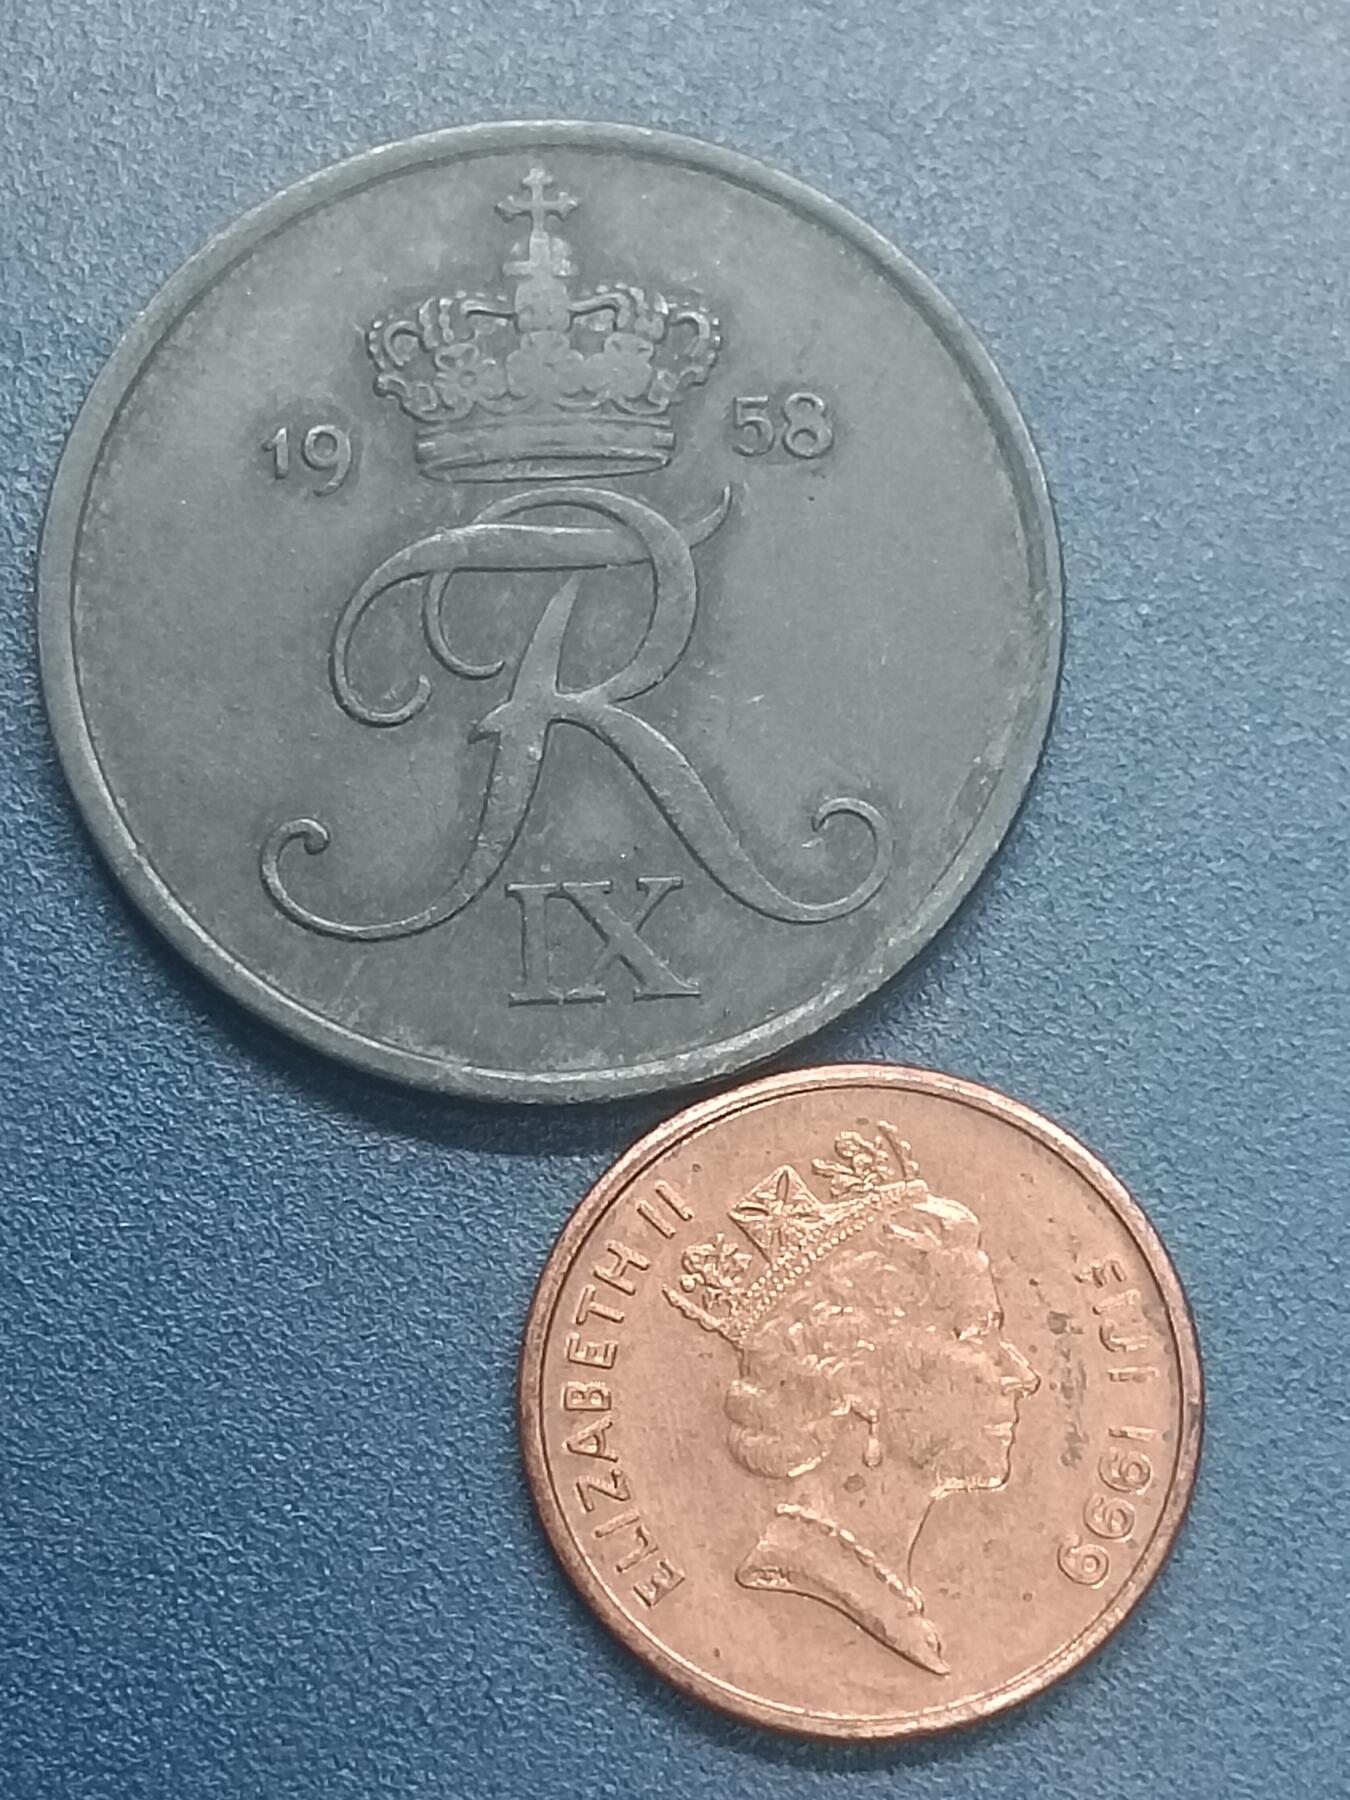 19 58
R
IX
ELIZABETH II
FIJI 1999